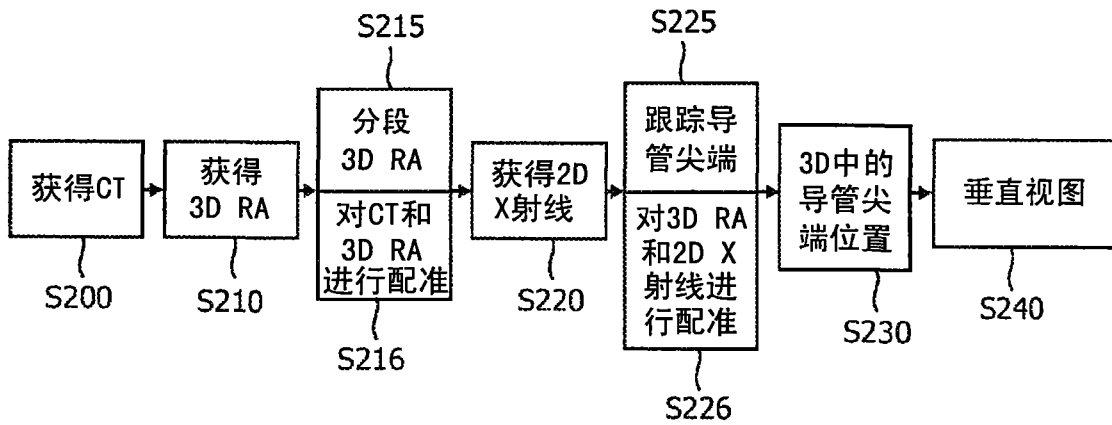 S215
S225
分段
3D RA
跟踪导
管尖端
获得CT
获得
3D RA
对CT和
3D RA
进行配准
获得2D
X射线
对3D RA
和2D X
射线进
行配准
3D中的
导管尖
端位置
垂直视图
S200
S210
S216
S220
S226
S230
S240